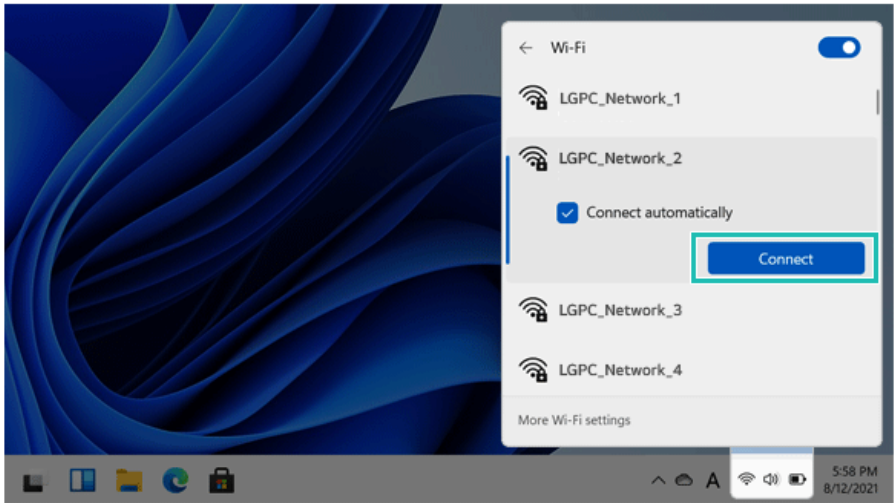 Wi-Fi
LGPC_Network_1
LGPC_Network_2
Connect automatically
Connect
LGPC_Network_3
LGPC_Network_4
More Wi-Fi settings
A
5:58 PM
8/12/2021